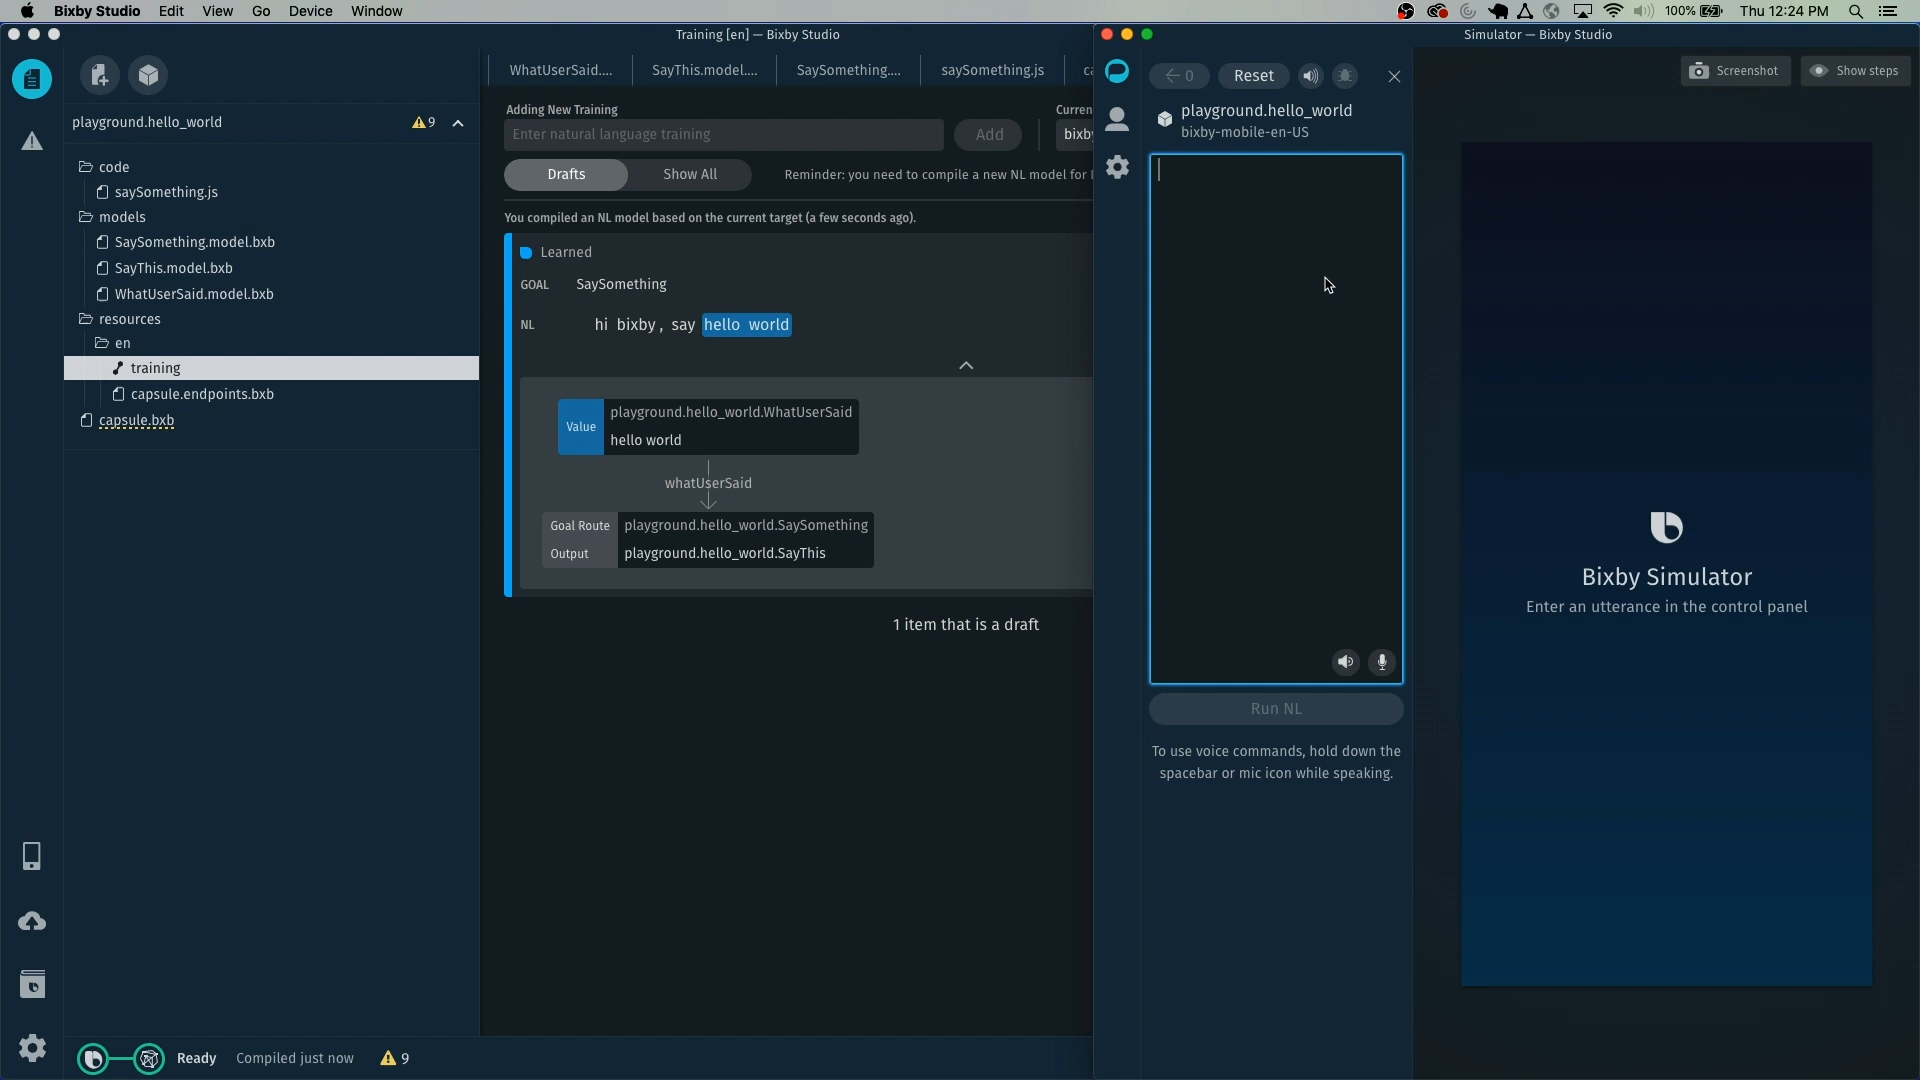 Bixby Studio Edit View Go Device Window
100% Thu 12:24 PM
Training [en] — Bixby Studio
WhatUserSaid....
SayThis.model....
SaySomething....
saySomething.js
playground.hello_world
9
code
saySomething.js
models
SaySomething.model.bxb
SayThis.model.bxb
WhatUserSaid.model.bxb
resources
en
training
capsule.endpoints.bxb
capsule.bxb
Adding New Training
Enter natural language training
Add
Curren
bixby
Drafts
Show All
Reminder: you need to compile a new NL model for
You compiled an NL model based on the current target (a few seconds ago).
Learned
GOAL SaySomething
NL hi bixby, say hello world
Value
playground.hello_world.WhatUserSaid
hello world
whatUserSaid
Goal Route playground.hello_world.SaySomething
Output playground.hello_world.SayThis
1 item that is a draft
Ready Compiled just now 9
Simulator — Bixby Studio
0
Reset
playground.hello_world
bixby-mobile-en-US
Run NL
To use voice commands, hold down the
spacebar or mic icon while speaking.
Screenshot
Show steps
Bixby Simulator
Enter an utterance in the control panel